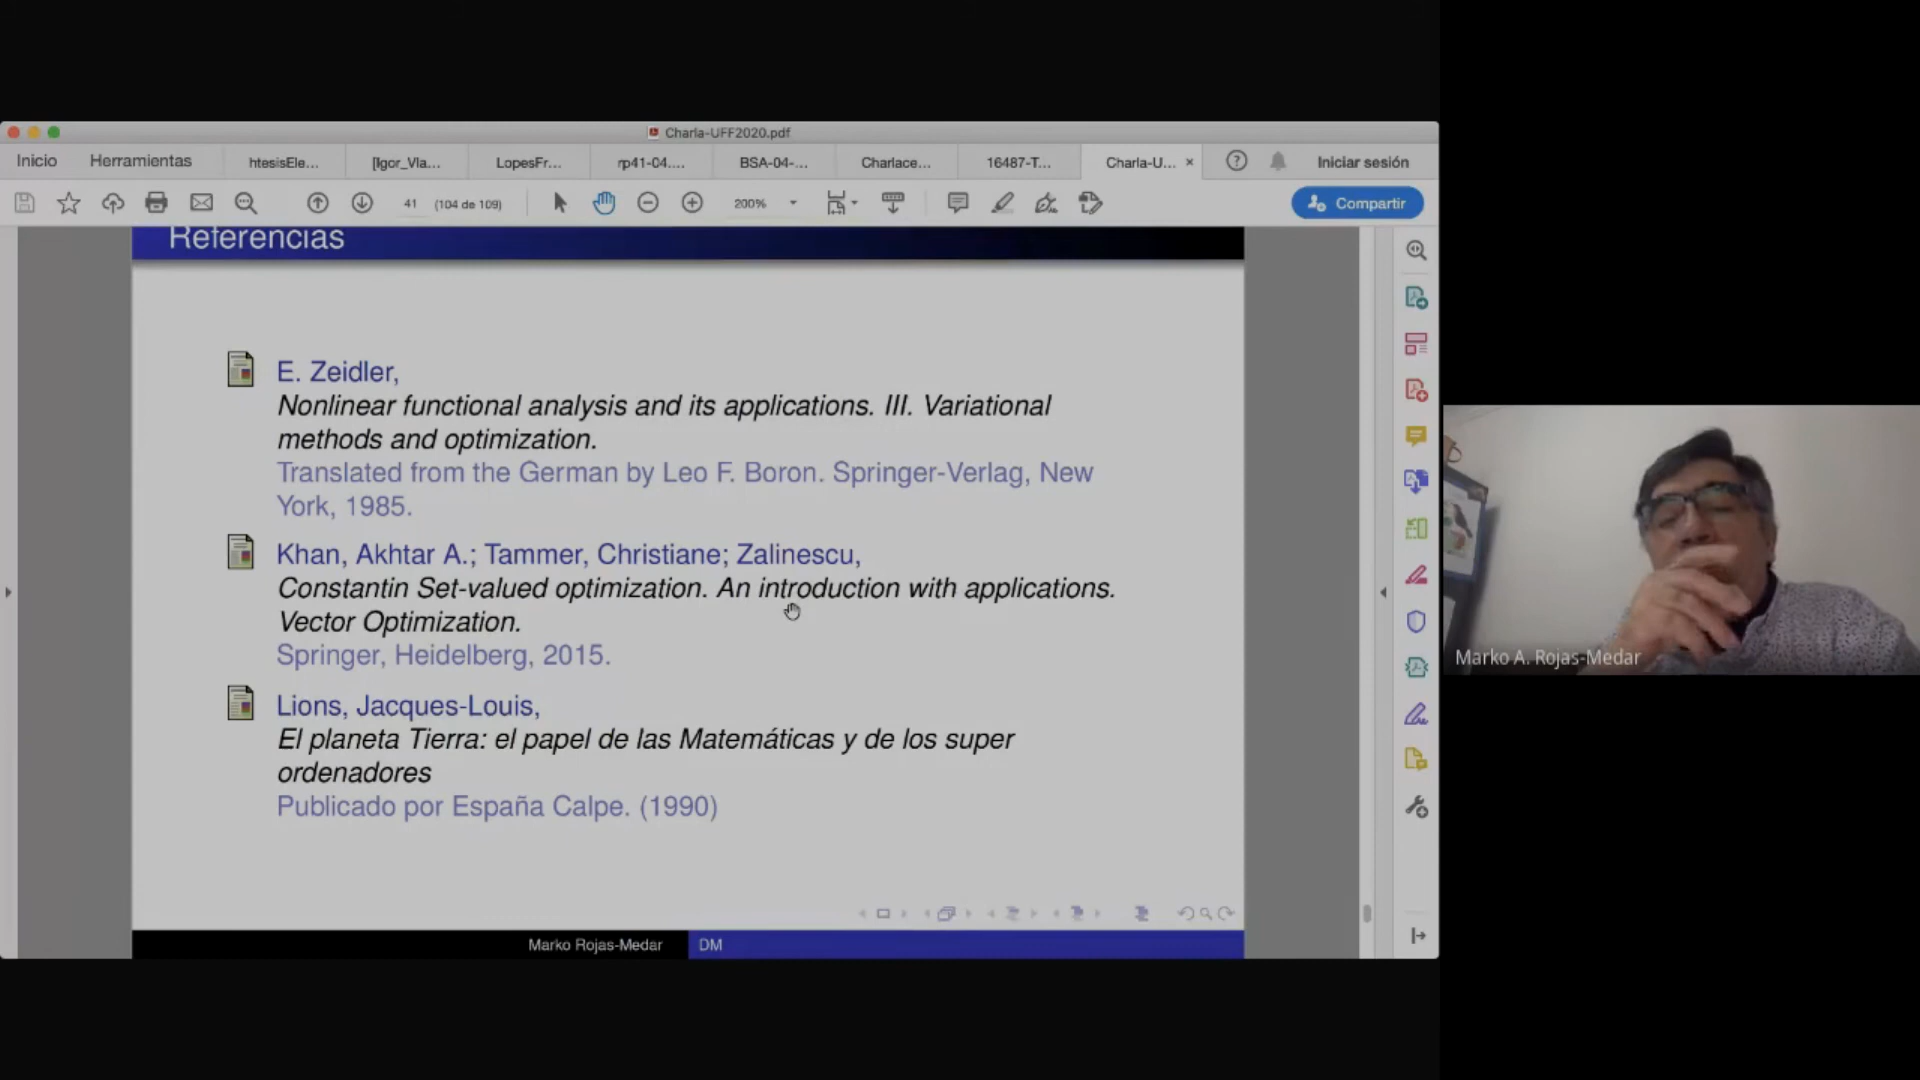 Charla-UFF2020.pdf
Inicio Herramientas htesisEle... [Igor_Vla... LopesFr... rp41-04.... BSA-04-... Charlace... 16487-T... Charla-U... × Iniciar sesión
41 (104 de 109) 200% Compartir
Referencias
E. Zeidler,
Nonlinear functional analysis and its applications. III. Variational
methods and optimization.
Translated from the German by Leo F. Boron. Springer-Verlag, New
York, 1985.
Khan, Akhtar A.; Tammer, Christiane; Zalinescu,
Constantin Set-valued optimization. An introduction with applications.
Vector Optimization.
Springer, Heidelberg, 2015.
Lions, Jacques-Louis,
El planeta Tierra: el papel de las Matemáticas y de los super
ordenadores
Publicado por España Calpe. (1990)
Marko Rojas-Medar DM
Marko A. Rojas-Medar